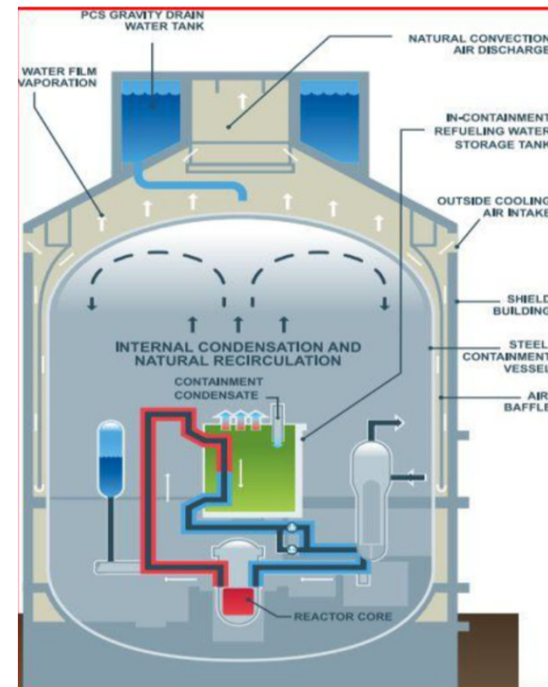 PCS GRAVITY DRAIN
WATER TANK
NATURAL CONVECTION
AIR DISCHARGE
WATER FILM
EVAPORATION
IN-CONTAINMENT
REFUELING WATER
STORAGE TANK
OUTSIDE COOLING
AIR INTAKE
SHIELD
BUILDING
INTERNAL CONDENSATION AND
NATURAL RECIRCULATION
STEEL
CONTAINMENT
VESSEL
CONTAINMENT
CONDENSATE
AIR
BAFFLE
REACTOR CORE